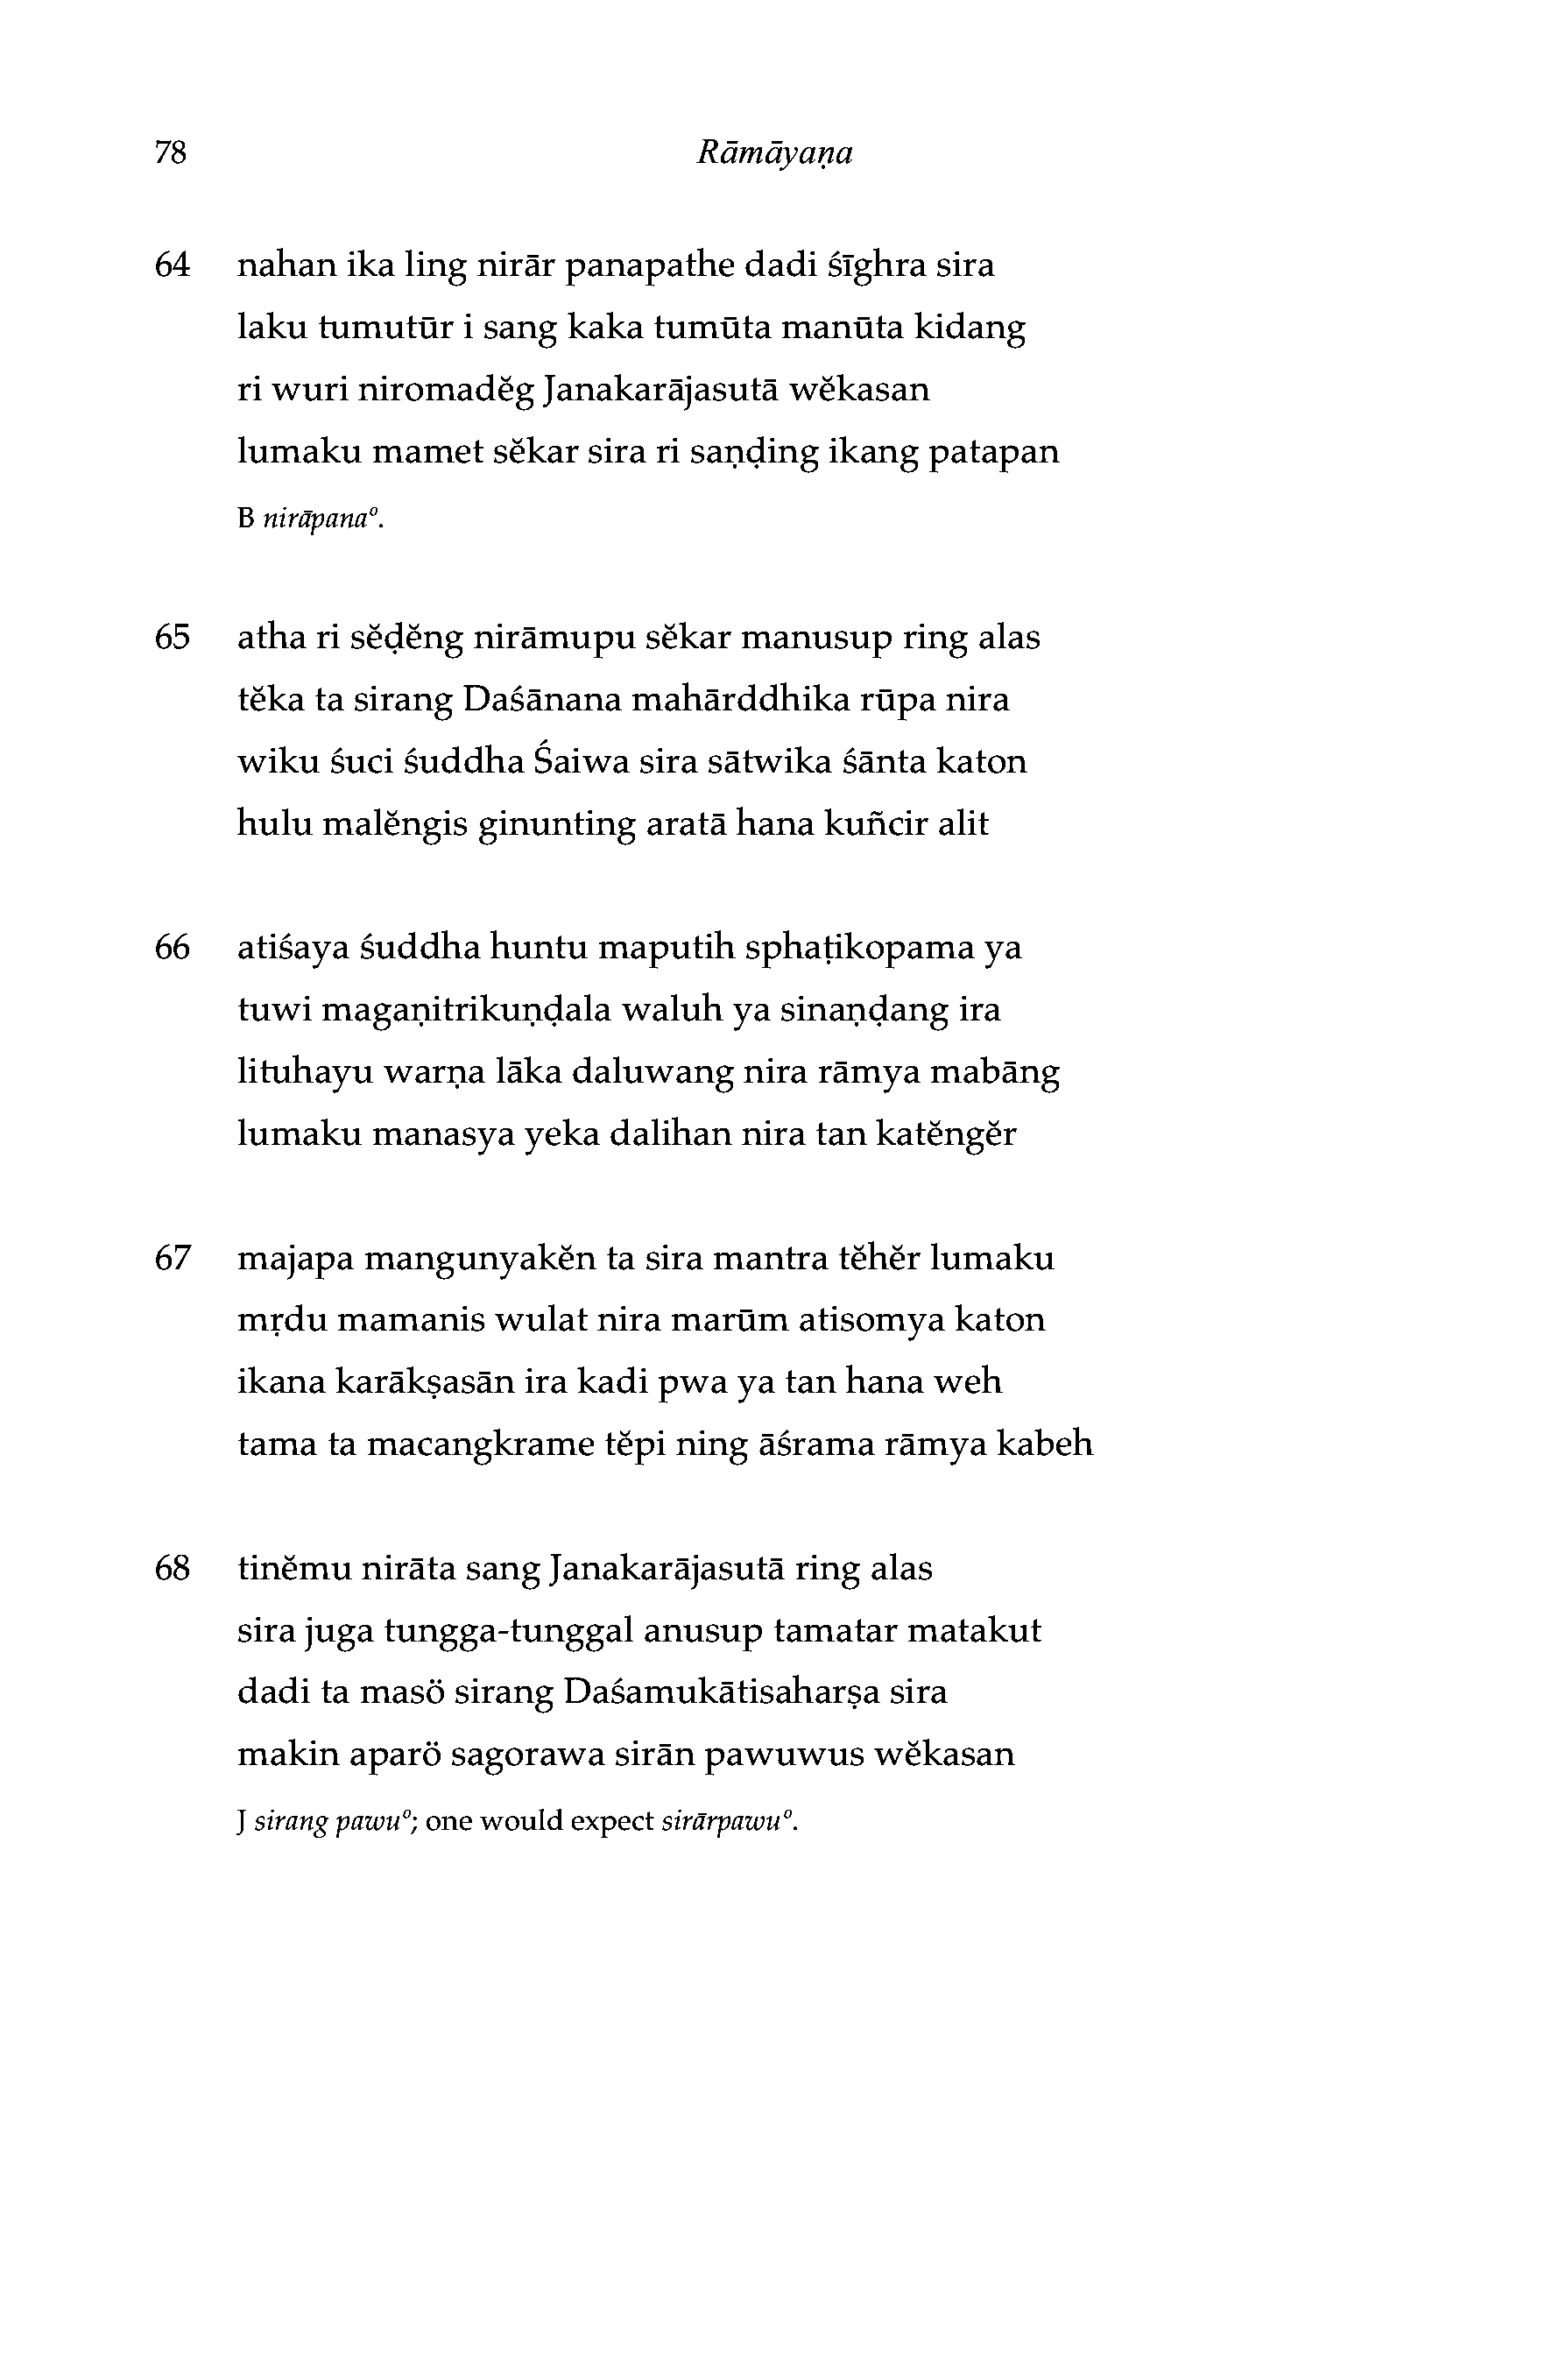 78 Rāmāyaṇa
64 nahan ika ling nirār panapathe dadi śīghra sira
laku tumutūr i sang kaka tumūta manūta kidang
ri wuri niromadĕg Janakarājasutā wĕkasan
lumaku mamet sĕkar sira ri saṇḍing ikang patapan
B nirāpanaº.
65 atha ri sĕḍĕng nirāmupu sĕkar manusup ring alas
tĕka ta sirang Daśānana mahārddhika rūpa nira
wiku śuci śuddha Śaiwa sira sātwika śānta katon
hulu malĕngis ginunting aratā hana kuñcir alit
66 atiśaya śuddha huntu maputih sphaṭikopama ya
tuwi magaṇitrikuṇḍala waluh ya sinaṇḍang ira
lituhayu warṇa lāka daluwang nira rāmya mabāng
lumaku manasya yeka dalihan nira tan katĕngĕr
67 majapa mangunyakĕn ta sira mantra tĕhĕr lumaku
mṛdu mamanis wulat nira marūm atisomya katon
ikana karākṣasān ira kadi pwa ya tan hana weh
tama ta macangkrame tĕpi ning āśrama rāmya kabeh
68 tinĕmu nirāta sang Janakarājasutā ring alas
sira juga tungga-tunggal anusup tamatar matakut
dadi ta masö sirang Daśamukātisaharṣa sira
makin aparö sagorawa sirān pawuwus wĕkasan
J sirang pawuº; one would expect sirārpawuº.